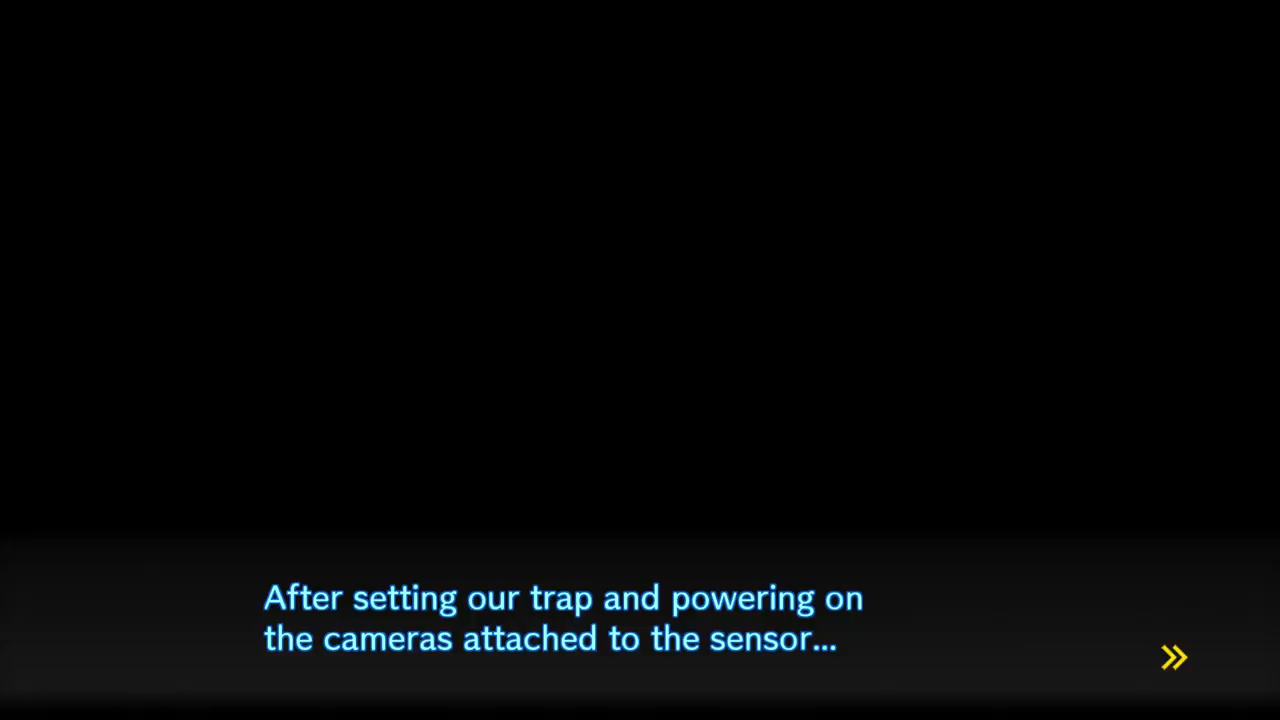 After setting our trap and powering on
the cameras attached to the sensor...